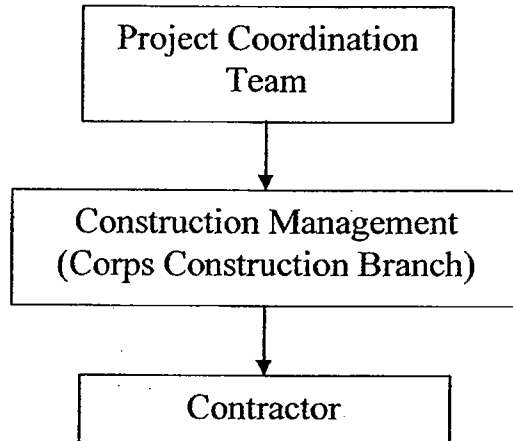 Project Coordination
Team
Construction Management
(Corps Construction Branch)
Contractor